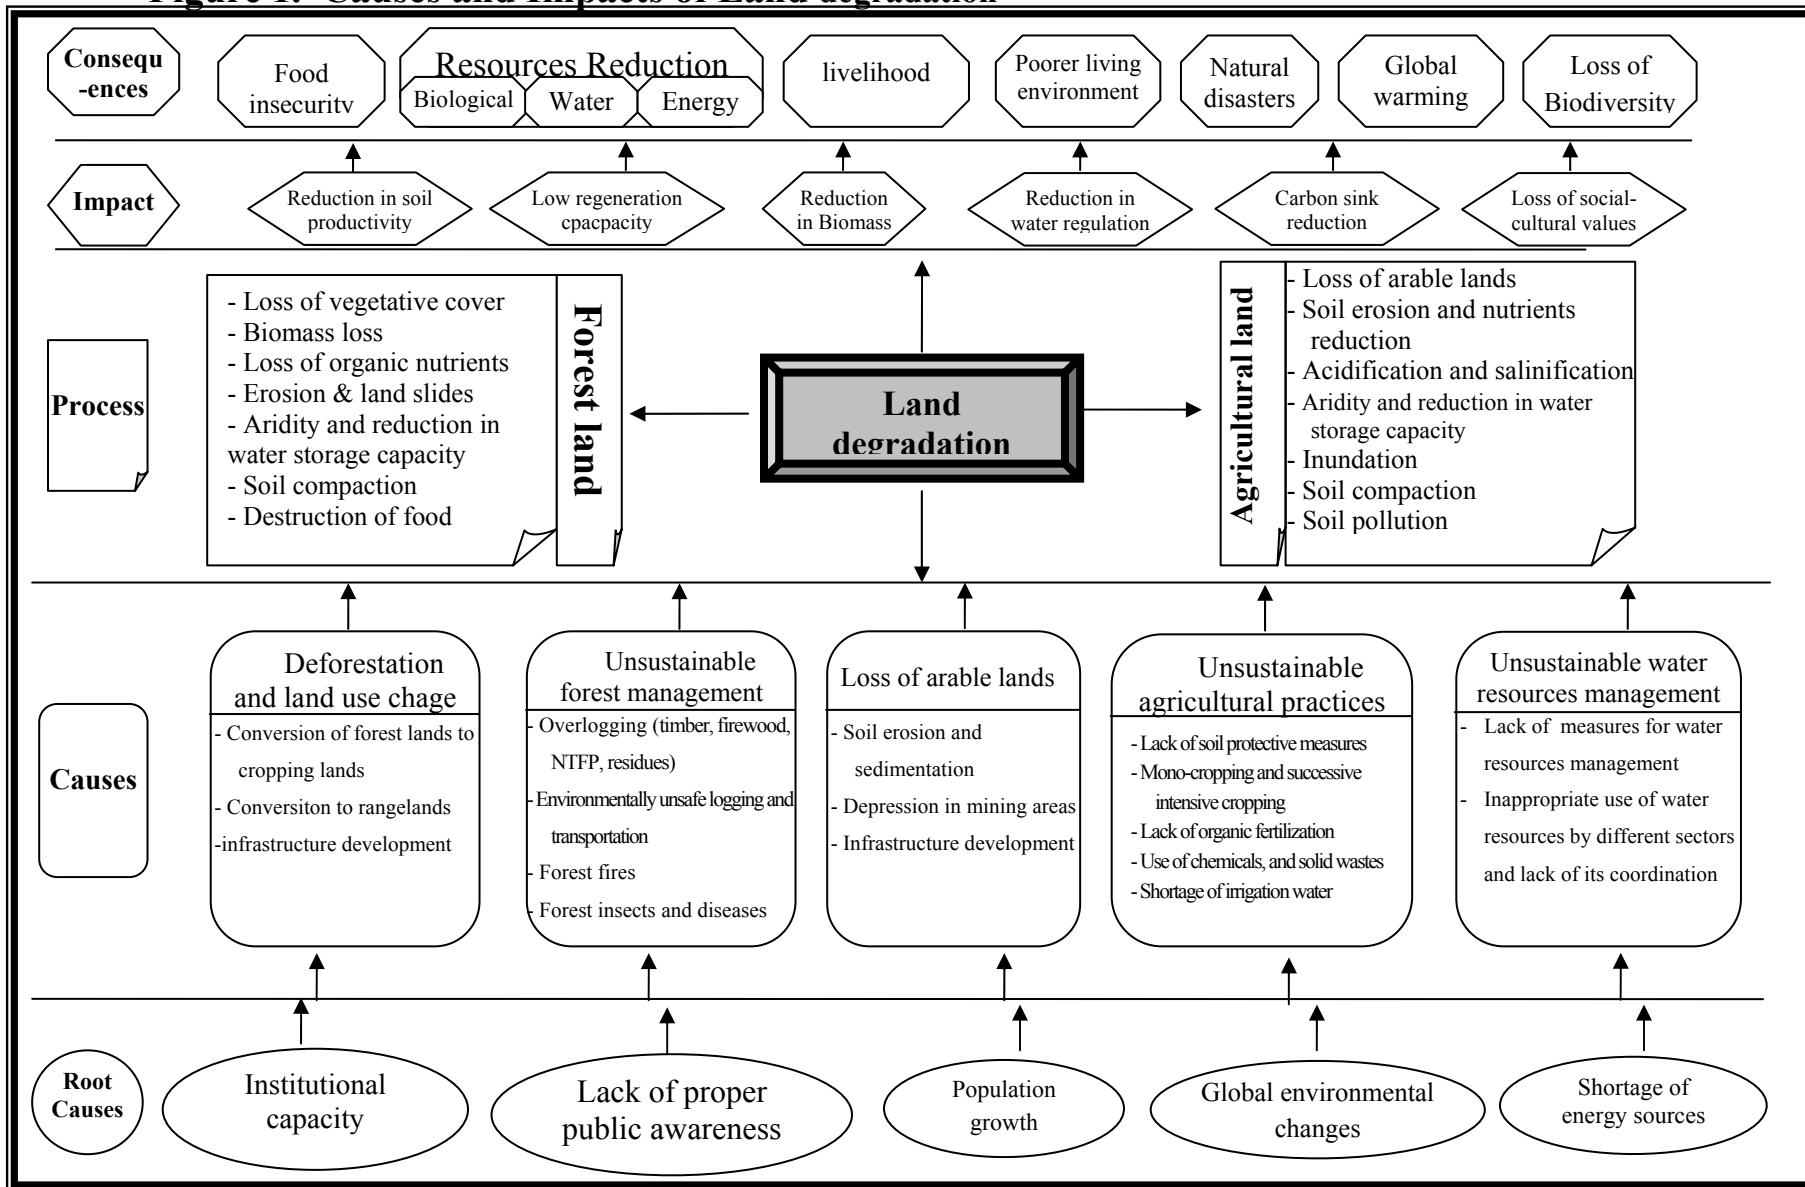 Figure 1. Causes and Impacts of Land degradation
Consequ
-ences
Food
insecurity
Resources Reduction
Biological
Water
Energy
livelihood
Poorer living
environment
Natural
disasters
Global
warming
Loss of
Biodiversity
Impact
Reduction in soil
productivity
Low regeneration
cpacpacity
Reduction
in Biomass
Reduction in
water regulation
Carbon sink
reduction
Loss of social-
cultural values
Process
- Loss of vegetative cover
- Biomass loss
- Loss of organic nutrients
- Erosion & land slides
- Aridity and reduction in
water storage capacity
- Soil compaction
- Destruction of food
Forest land
Land
degradation
Agricultural land
- Loss of arable lands
- Soil erosion and nutrients
reduction
- Acidification and salinification
- Aridity and reduction in water
storage capacity
- Inundation
- Soil compaction
- Soil pollution
Causes
Deforestation
and land use chage
- Conversion of forest lands to
cropping lands
- Conversiton to rangelands
-infrastructure development
Unsustainable
forest management
- Overlogging (timber, firewood,
NTFP, residues)
- Environmentally unsafe logging and
transportation
- Forest fires
- Forest insects and diseases
Loss of arable lands
- Soil erosion and
sedimentation
- Depression in mining areas
- Infrastructure development
Unsustainable
agricultural practices
- Lack of soil protective measures
- Mono-cropping and successive
intensive cropping
- Lack of organic fertilization
- Use of chemicals, and solid wastes
- Shortage of irrigation water
Unsustainable water
resources management
- Lack of measures for water
resources management
- Inappropriate use of water
resources by different sectors
and lack of its coordination
Root
Causes
Institutional
capacity
Lack of proper
public awareness
Population
growth
Global environmental
changes
Shortage of
energy sources